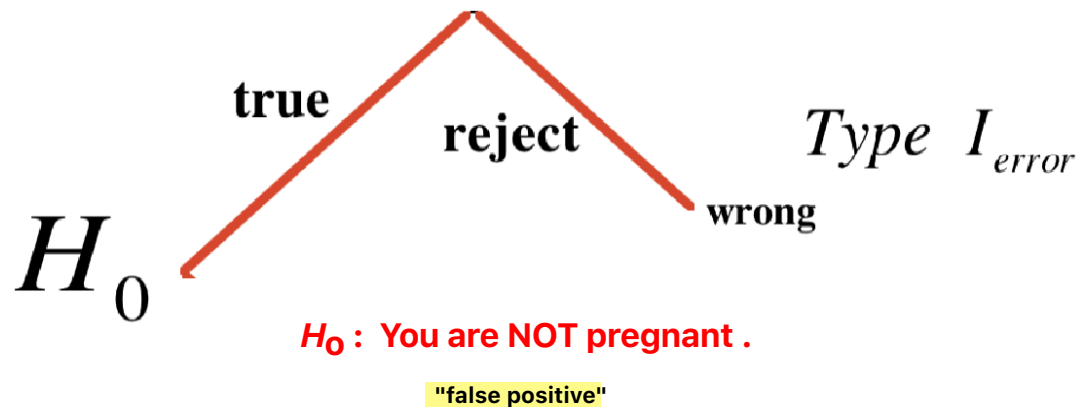 true
reject
Type I error
wrong
H0
H0 : You are NOT pregnant .
"false positive"